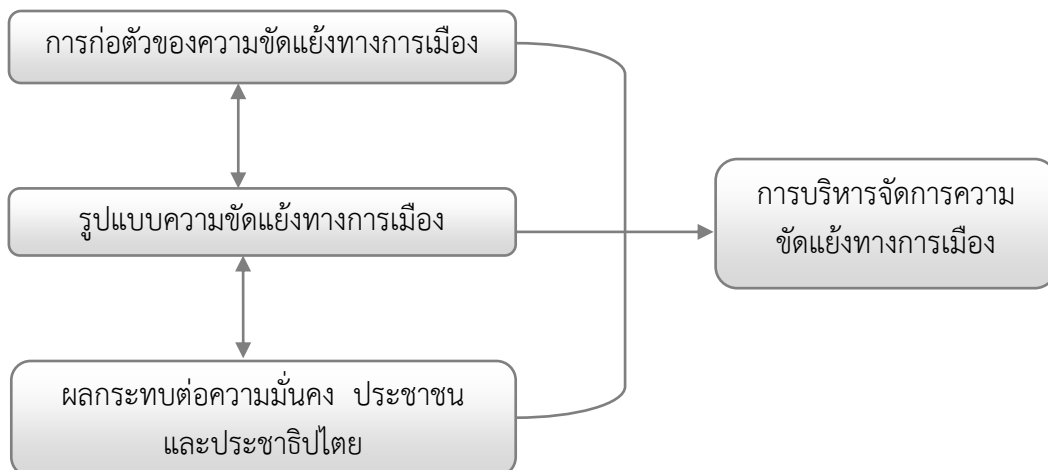 การก่อตัวของความขัดแย้งทางการเมือง
รูปแบบความขัดแย้งทางการเมือง
ผลกระทบต่อความมั่นคง ประชาชน
และประชาธิปไตย
การบริหารจัดการความ
ขัดแย้งทางการเมือง